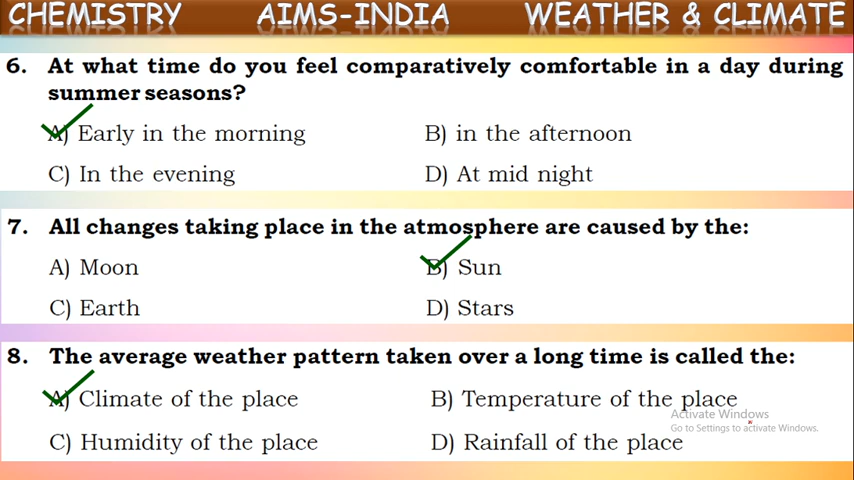 CHEMISTRY AIMS-INDIA WEATHER & CLIMATE
6. At what time do you feel comparatively comfortable in a day during
summer seasons?
A) Early in the morning B) in the afternoon
C) In the evening D) At mid night
7. All changes taking place in the atmosphere are caused by the:
A) Moon B) Sun
C) Earth D) Stars
8. The average weather pattern taken over a long time is called the:
A) Climate of the place B) Temperature of the place
Activate Windows
Go to Settings to activate Windows.
C) Humidity of the place D) Rainfall of the place